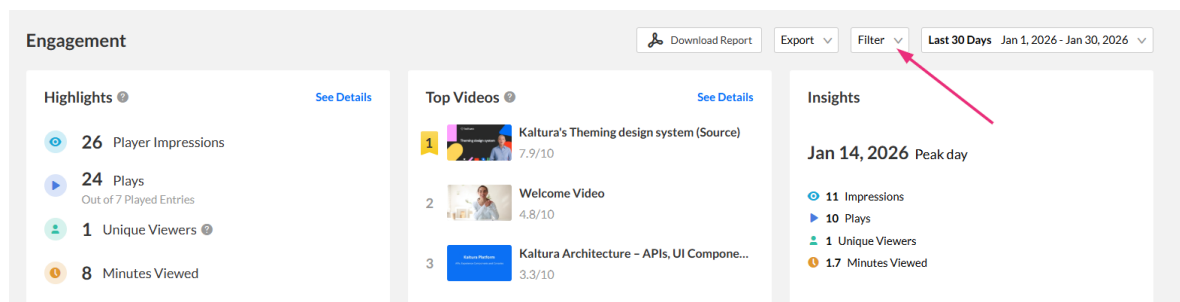 Engagement
Download Report
Export
Filter
Last 30 Days Jan 1, 2026 - Jan 30, 2026
Highlights
See Details
26 Player Impressions
24 Plays
Out of 7 Played Entries
1 Unique Viewers
8 Minutes Viewed
Top Videos
See Details
1
Kaltura's Theming design system (Source)
7.9/10
2
Welcome Video
4.8/10
3
Kaltura Platform
Kaltura Architecture – APIs, UI Compone...
3.3/10
Insights
Jan 14, 2026 Peak day
11 Impressions
10 Plays
1 Unique Viewers
1.7 Minutes Viewed